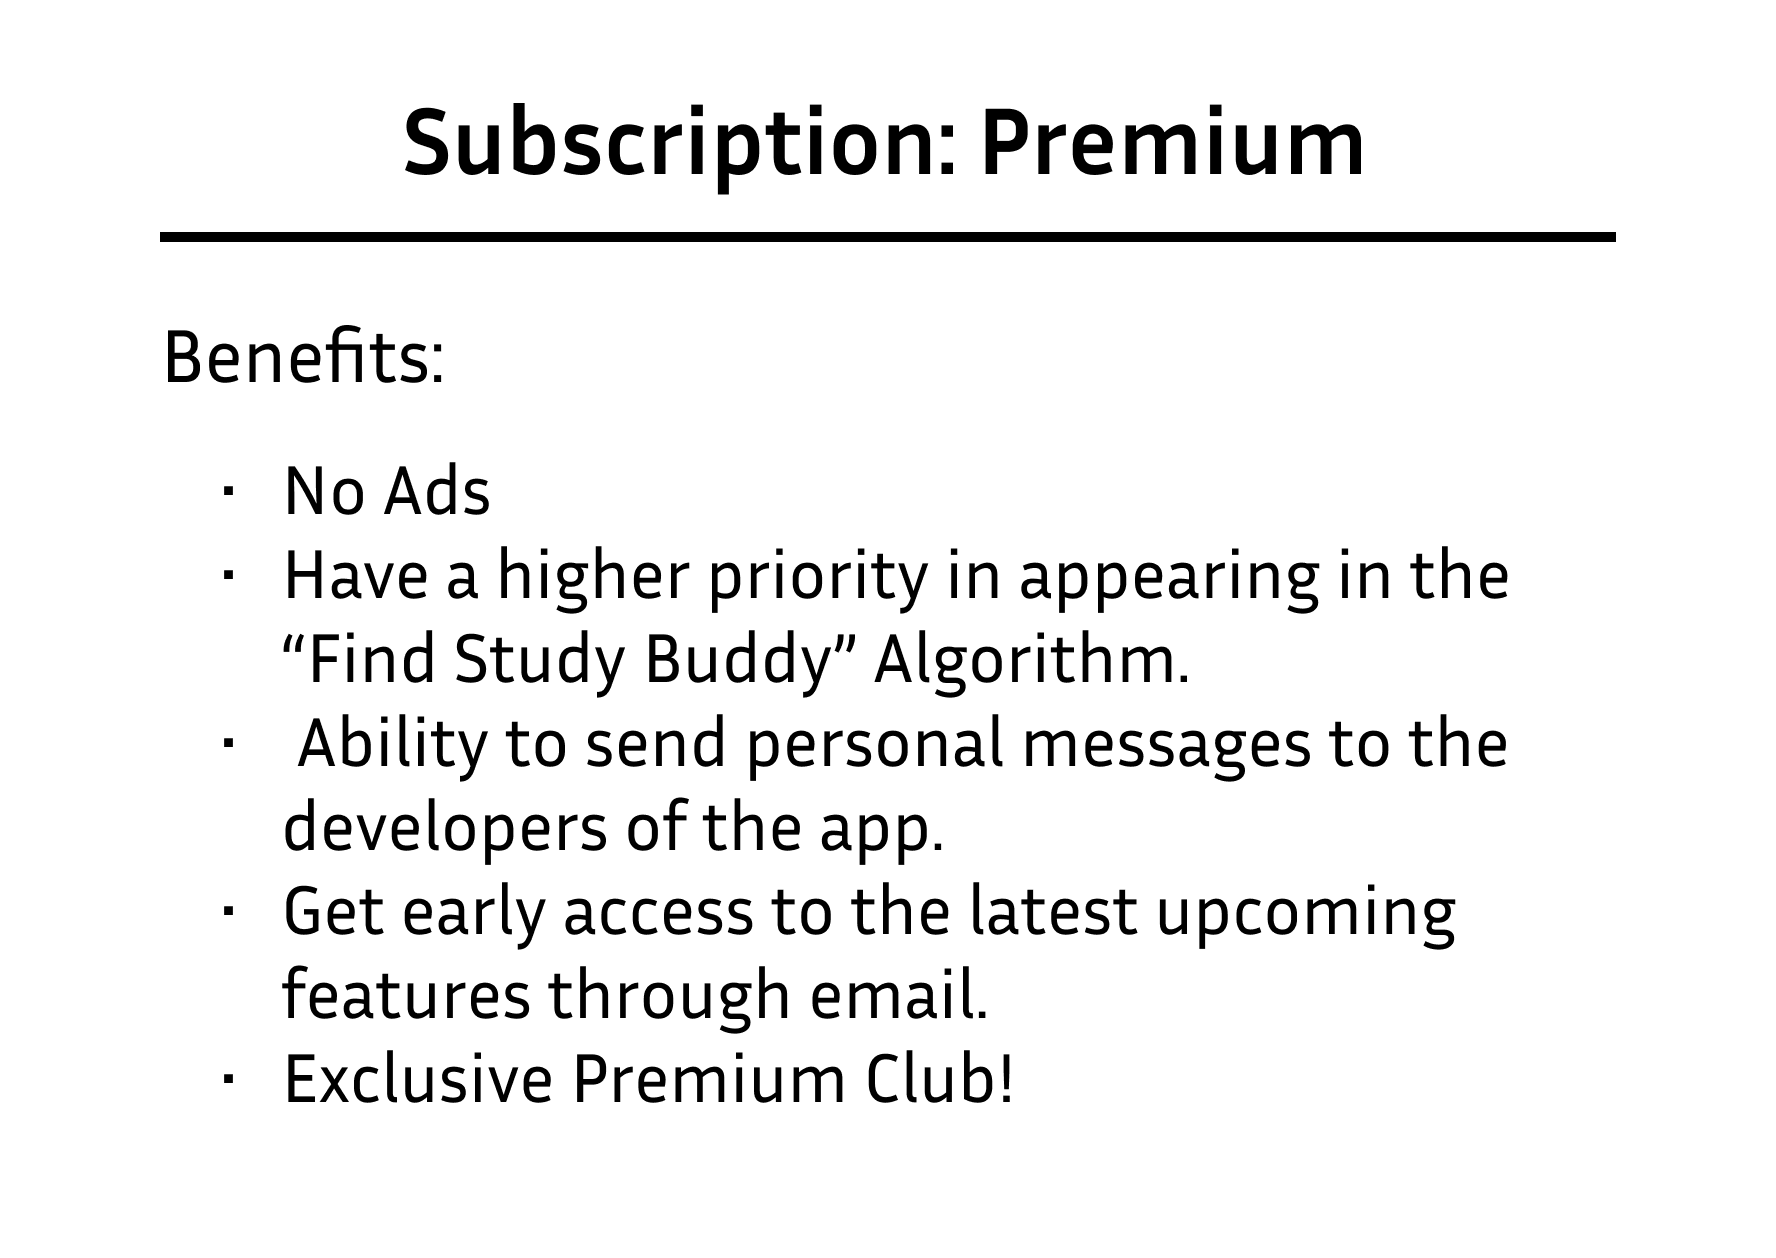 Subscription: Premium
Benefits:
· No Ads
· Have a higher priority in appearing in the
“Find Study Buddy” Algorithm.
· Ability to send personal messages to the
developers of the app.
· Get early access to the latest upcoming
features through email.
· Exclusive Premium Club!